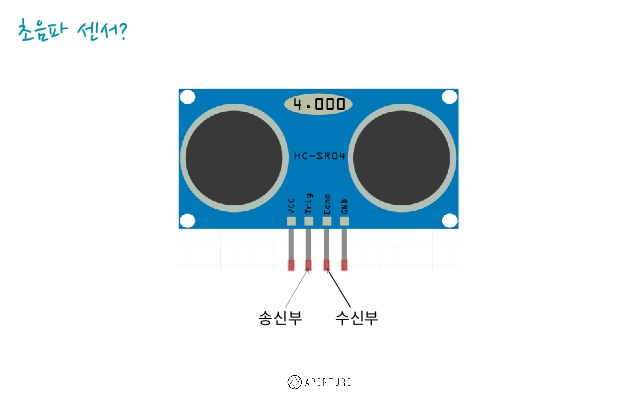 초음파 센서?
4.000
HC-SR04
VCC
Trig
Echo
GND
송신부
수신부